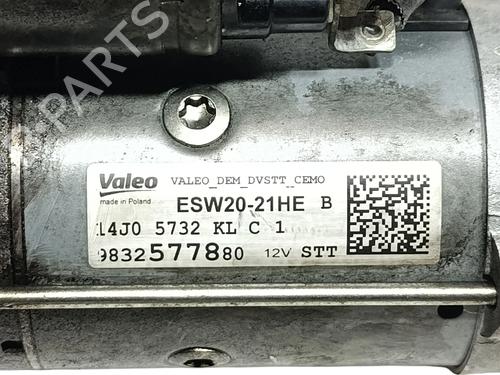 Valeo VALEO_DEM_DVSTT_CEMO
made in Poland ESW20-21HE B
14J0 5732 KL C 1
9832577880 12V STT
B-PARTS